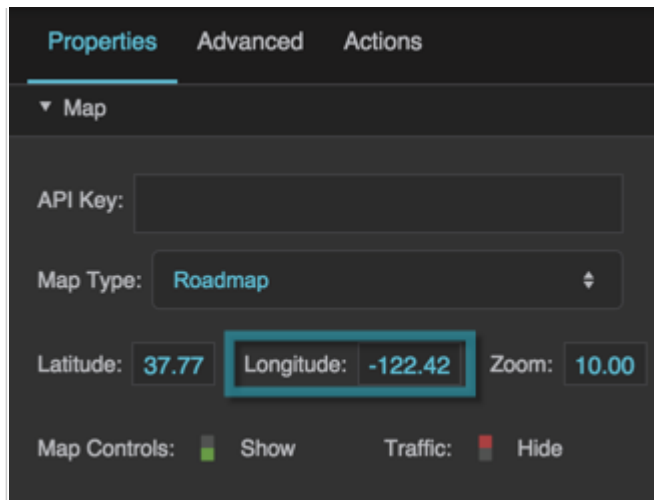 Properties Advanced Actions
Map
API Key:
Map Type: Roadmap
Latitude: 37.77 Longitude: -122.42 Zoom: 10.00
Map Controls: Show Traffic: Hide